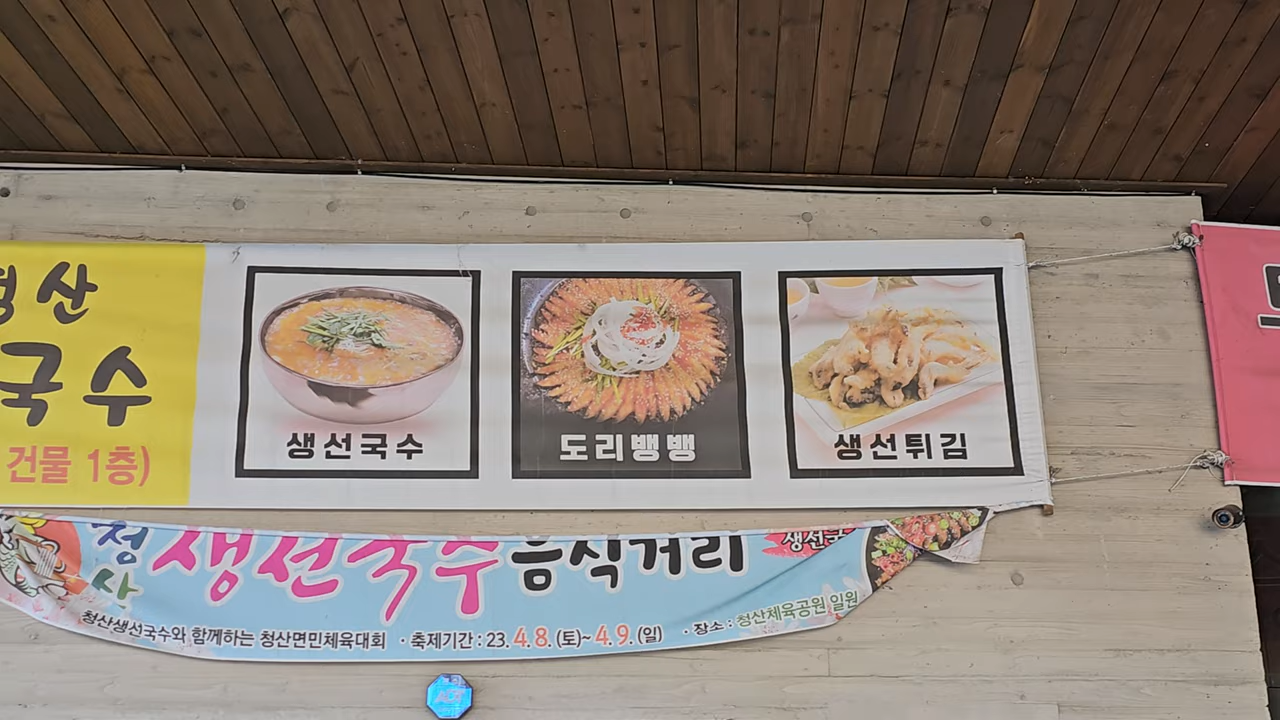 청산
국수
건물 1층)
생선국수
도리뱅뱅
생선튀김
청산
생선국수
음식거리
청산생선국수와 함께하는 청산면민체육대회
· 축제기간 : 23. 4. 8. (토)~ 4. 9. (일)
· 장소 : 청산체육공원 일원